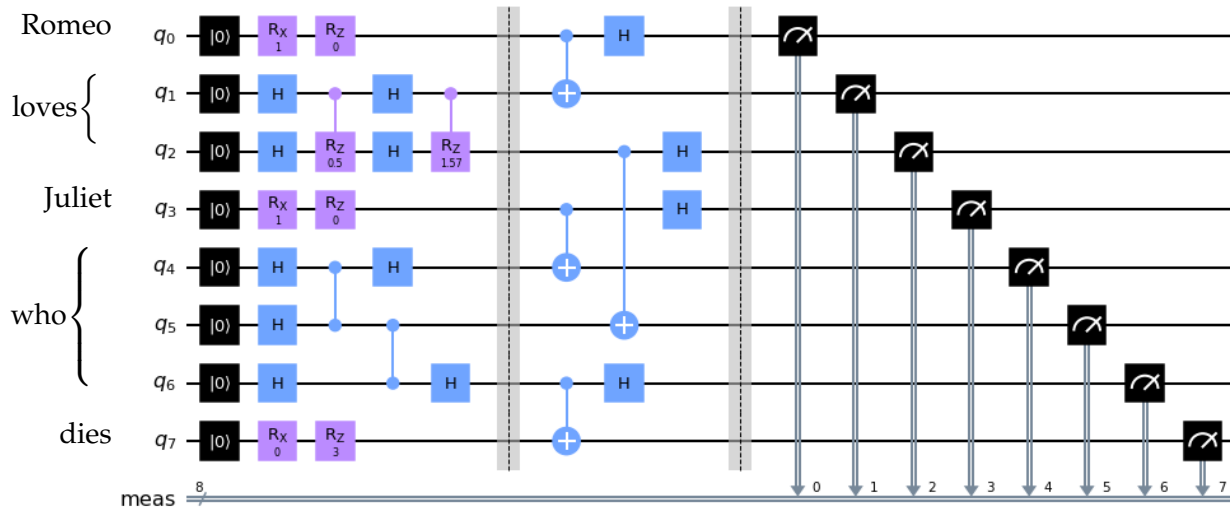 Romeo q0 |0⟩ RX 1 RZ 0 H
loves q1 |0⟩ H H
q2 |0⟩ H RZ 0.5 H RZ 1.57 H
Juliet q3 |0⟩ RX 1 RZ 0 H
q4 |0⟩ H H
who q5 |0⟩ H
q6 |0⟩ H H H
dies q7 |0⟩ RX 0 RZ 3
meas 8 0 1 2 3 4 5 6 7